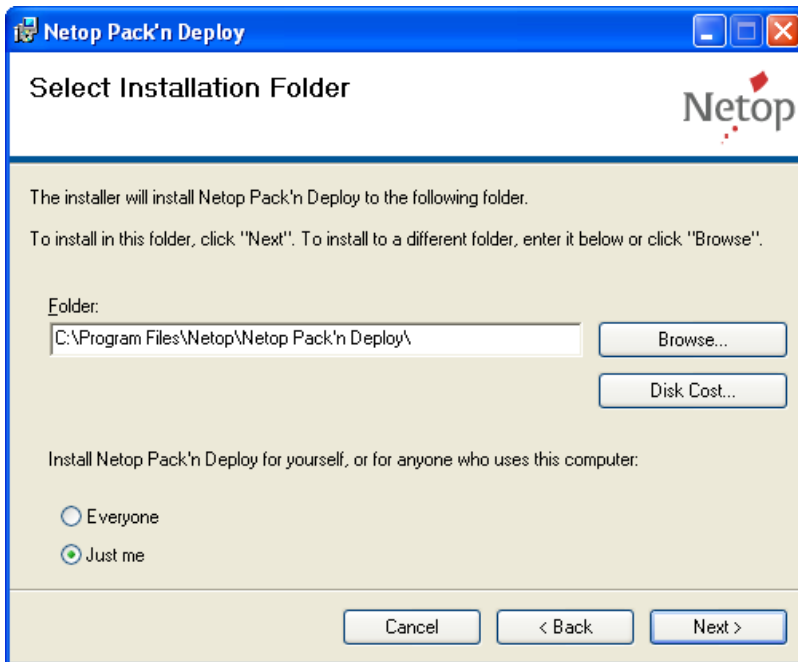 Netop Pack'n Deploy
Select Installation Folder
Netop
The installer will install Netop Pack'n Deploy to the following folder.
To install in this folder, click "Next". To install to a different folder, enter it below or click "Browse".
Folder:
C:\Program Files\Netop\Netop Pack'n Deploy\
Browse...
Disk Cost...
Install Netop Pack'n Deploy for yourself, or for anyone who uses this computer:
Everyone
Just me
Cancel
< Back
Next >